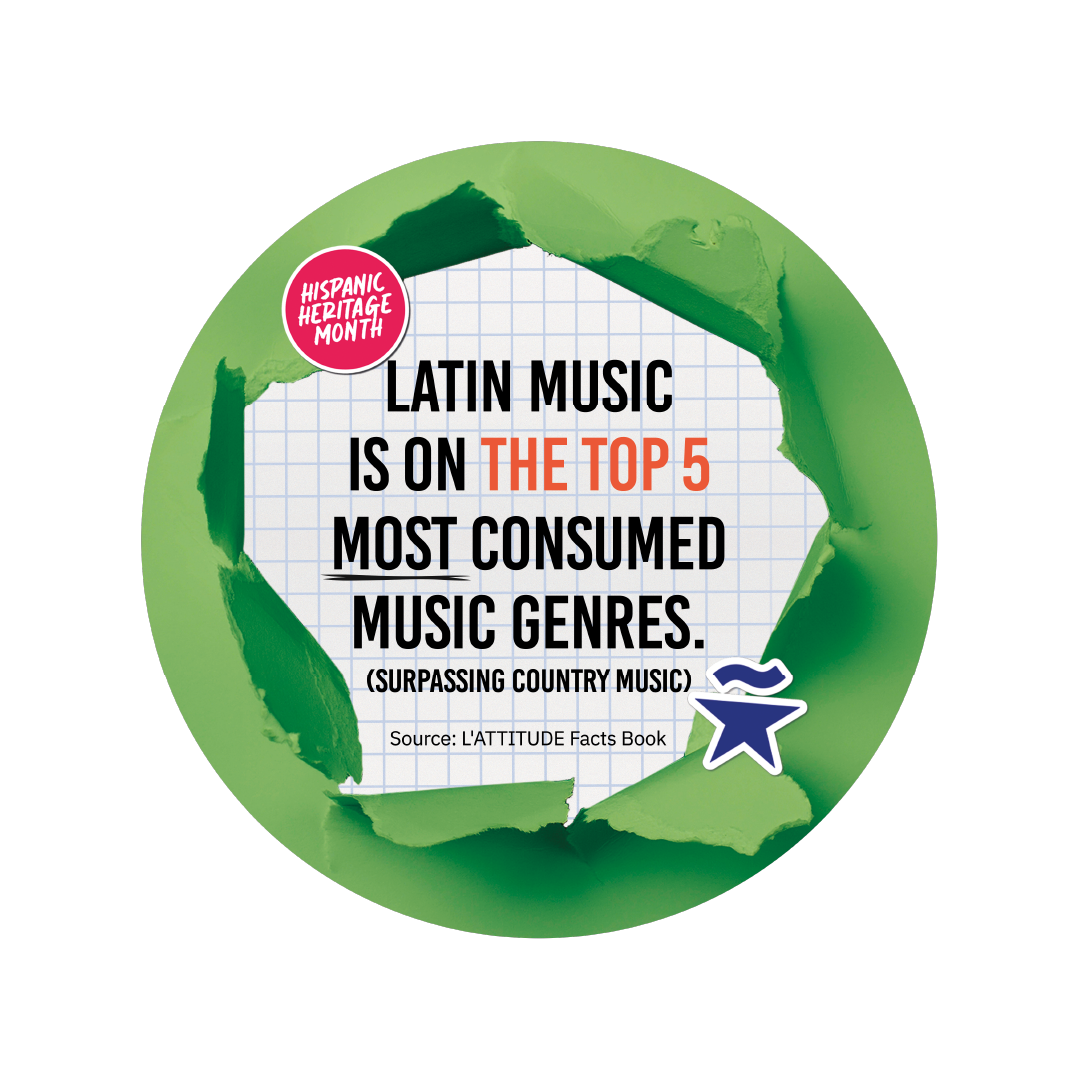 HISPANIC
HERITAGE
MONTH
LATIN MUSIC
IS ON THE TOP 5
MOST CONSUMED
MUSIC GENRES.
(SURPASSING COUNTRY MUSIC)
Source: L'ATTITUDE Facts Book